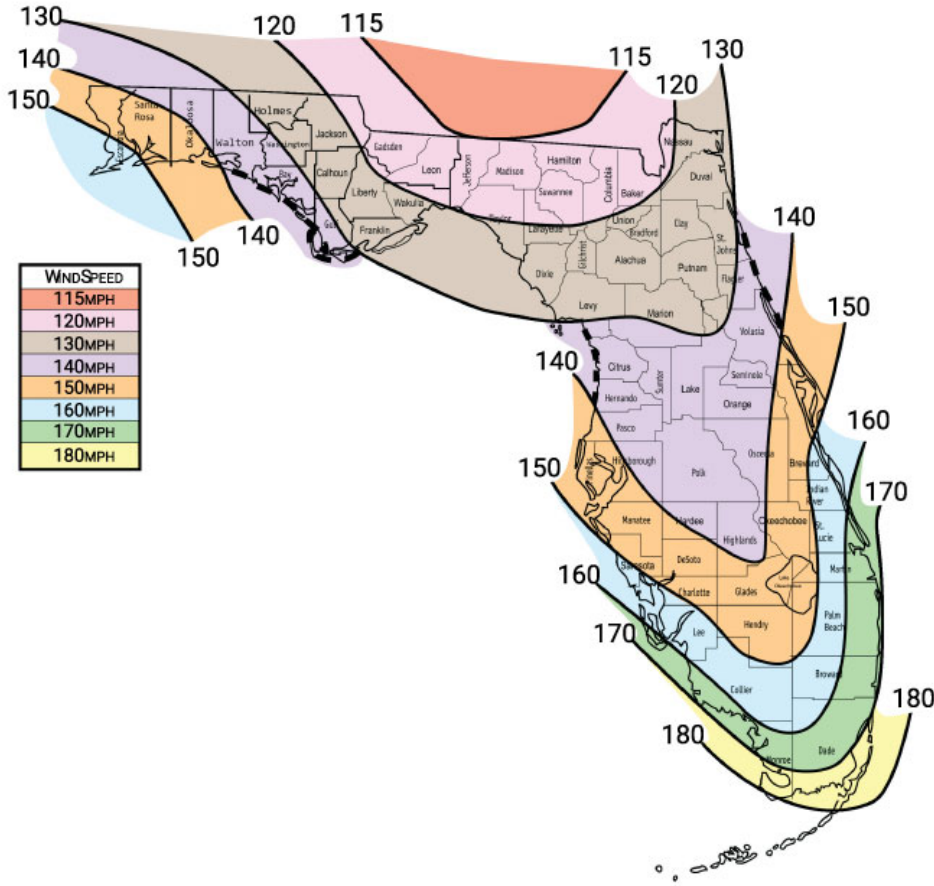 130
120
115
140
115
130
150
120
Santa
Rosa
Escambia
Okaloosa
Walton
Holmes
Washington
Jackson
Bay
Calhoun
Gulf
Liberty
Gadsden
Leon
Wakulla
Franklin
Jefferson
Madison
Taylor
Hamilton
Suwannee
Lafayette
Columbia
Baker
Nassau
Duval
Union
Bradford
Clay
St.
Johns
Gilchrist
Dixie
Alachua
Putnam
Flagler
Levy
Marion
140
150
140
WINDSPEED
115MPH
120MPH
130MPH
140MPH
150MPH
160MPH
170MPH
180MPH
150
140
Volusia
Citrus
Sumter
Lake
Seminole
Hernando
Orange
Pasco
160
Osceola
150
Pinellas
Hillsborough
Polk
Brevard
Indian
River
170
Manatee
Hardee
Okeechobee
St.
Lucie
Highlands
Sarasota
DeSoto
Martin
160
Charlotte
Glades
Lake
Okeechobee
170
Lee
Hendry
Palm
Beach
Collier
Broward
180
180
Monroe
Dade